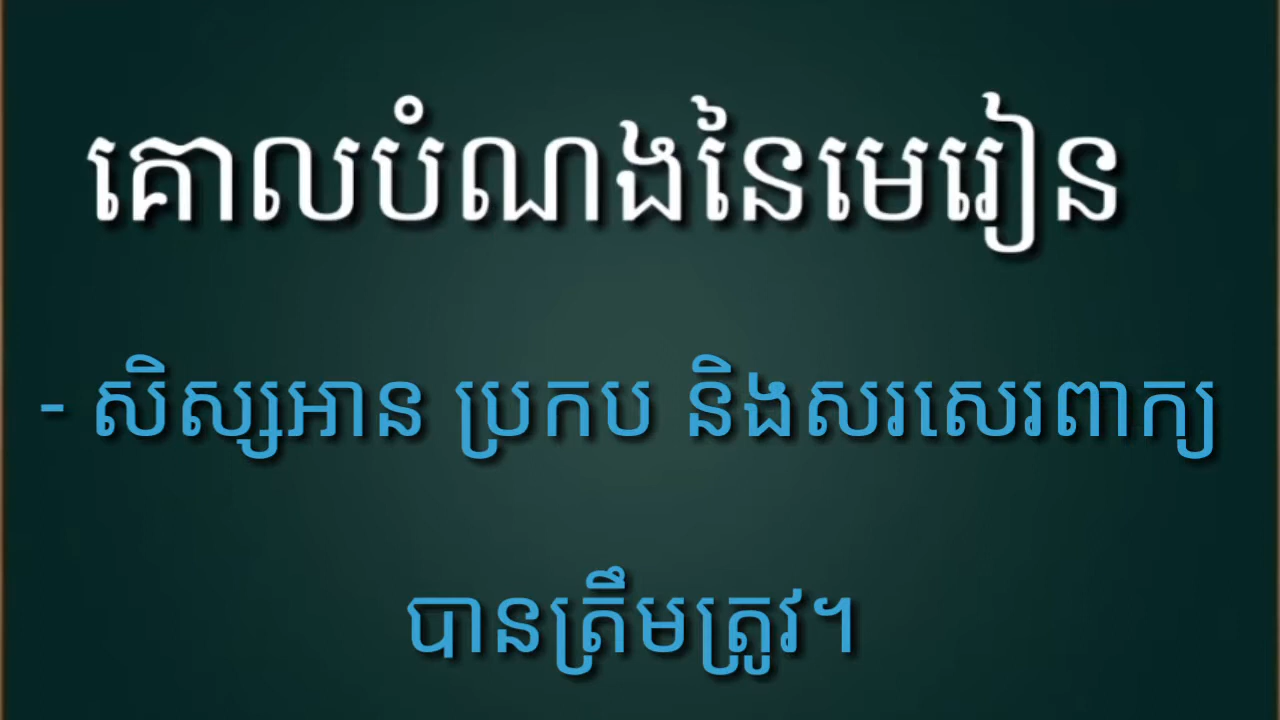 គោលបំណងនៃមេរៀន
- សិស្សអាន ប្រកប និងសរសេរពាក្យ
បានត្រឹមត្រូវ។